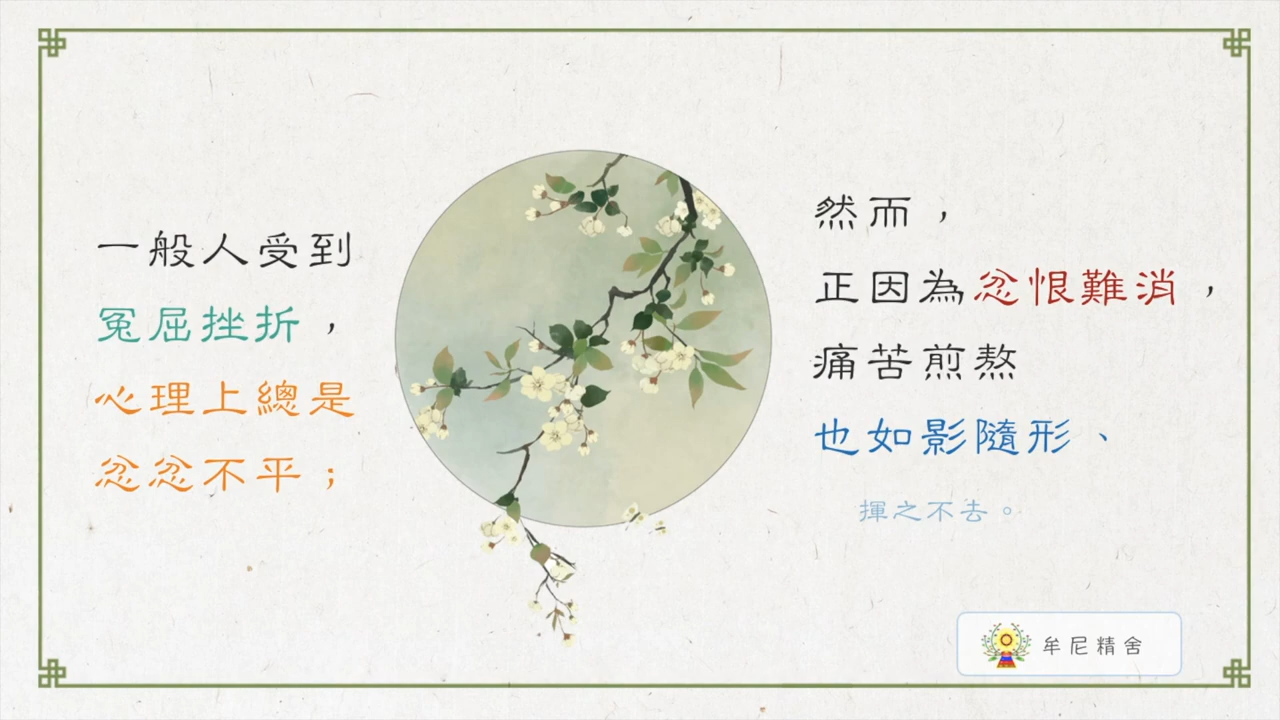 一般人受到
冤屈挫折，
心理上總是
忿忿不平；
然而，
正因為忿恨難消，
痛苦煎熬
也如影隨形、
揮之不去。
牟尼精舍